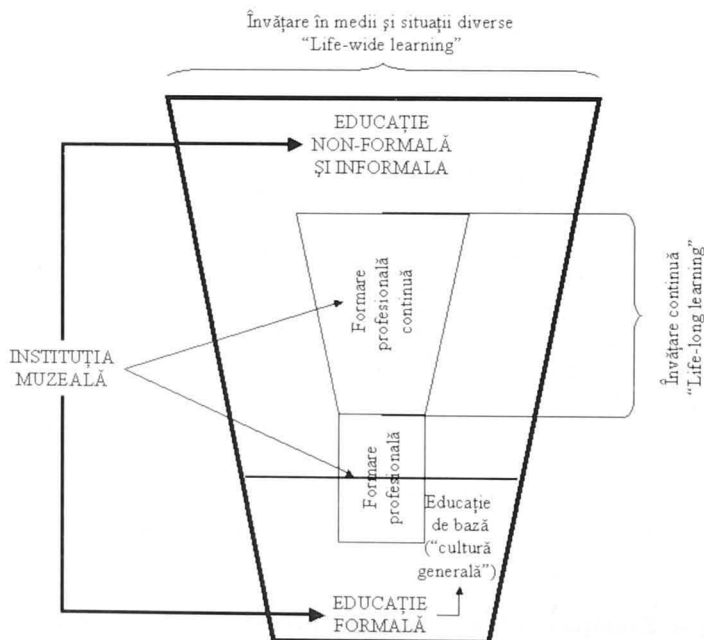 Învățare în medii și situații diverse
“Life-wide learning”
EDUCAȚIE
NON-FORMALĂ
ȘI INFORMALA
Formare
profesională
continuă
Învățare continuă
“Life-long learning”
INSTITUȚIA
MUZEALĂ
Formare
profesională
Educație
de bază
(“cultură
generală”)
EDUCAȚIE
FORMALĂ